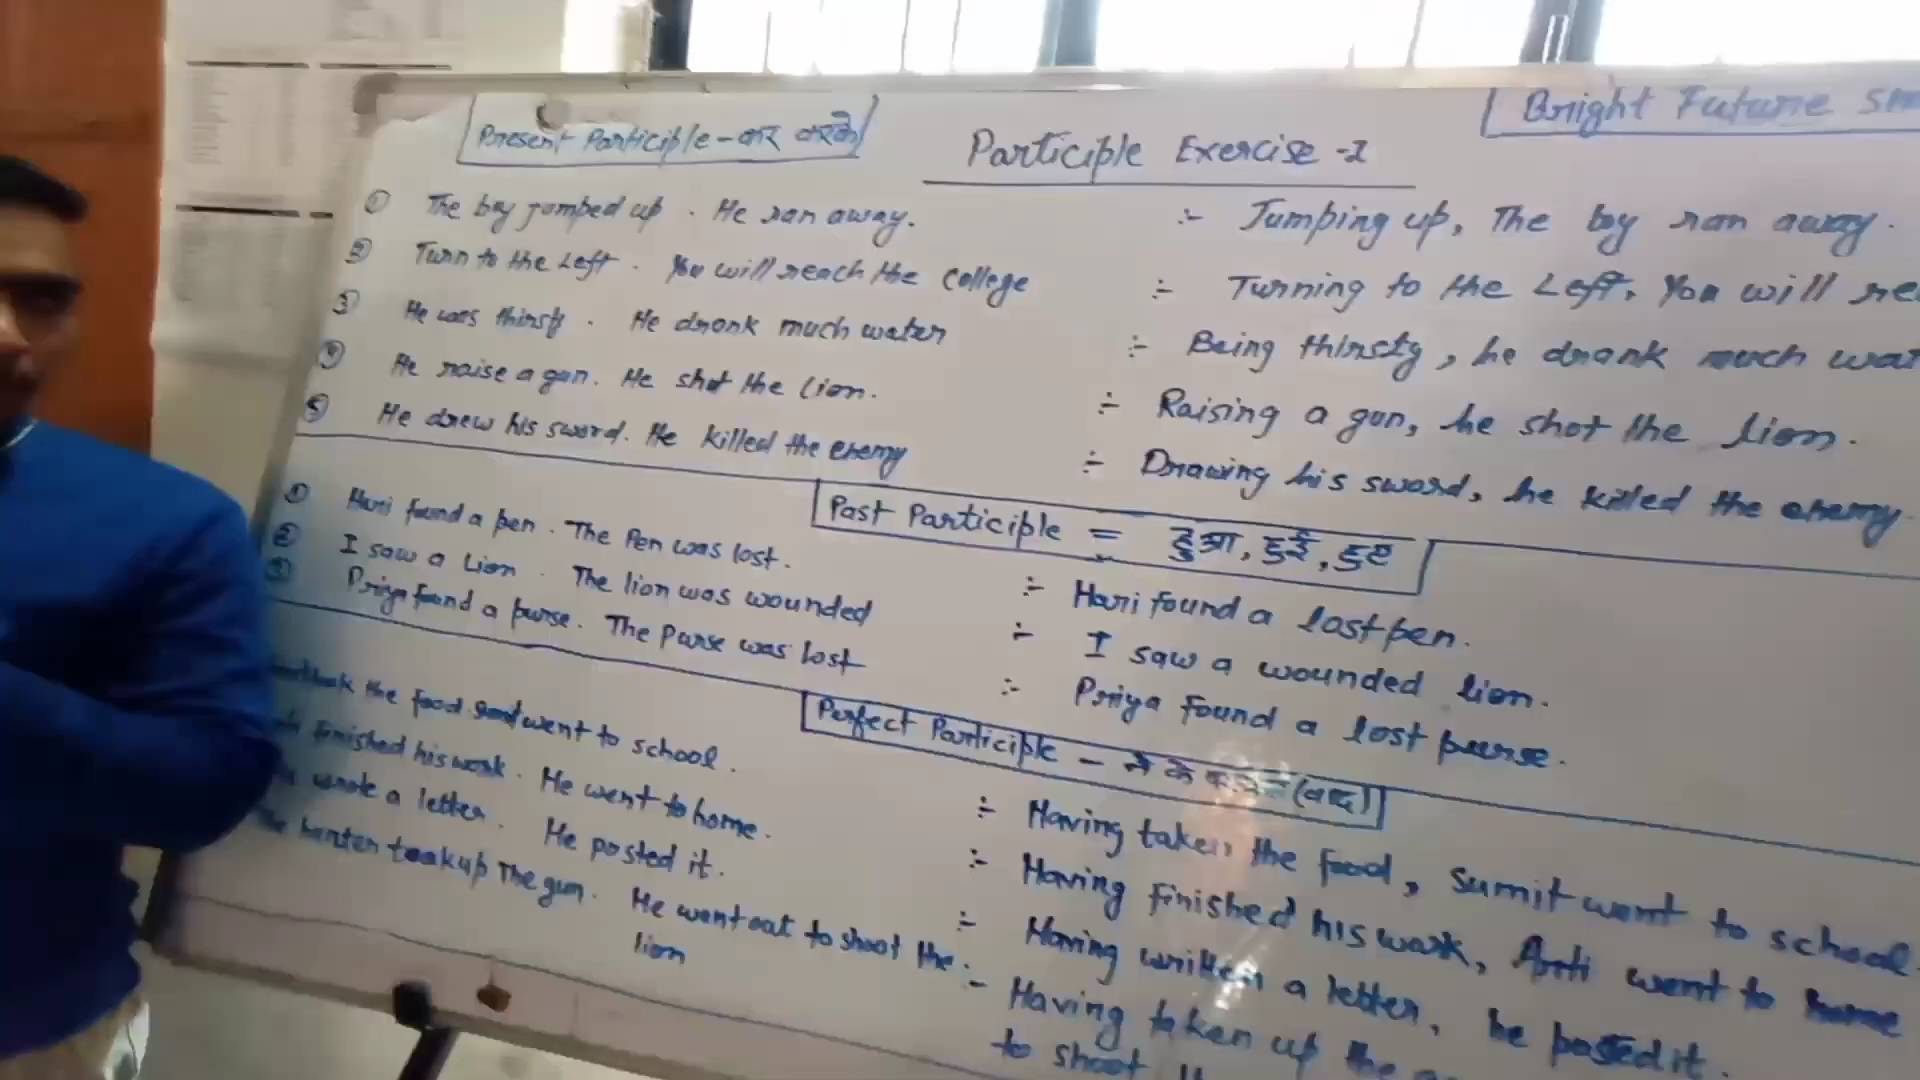 Present Participle - कर करके
Participle Exercise -1
Bright Future
① The boy jomped up . He ran away. :- Jumping up, The boy ran away.
② Turn to the Left . You will reach the College :- Turning to the Left, You will
③ He was thirsty . He dronk much water :- Being thirsty, he drank much
④ He raise a gun. He shot the Lion. :- Raising a gun, he shot the lion.
⑤ He drew his sword. He killed the enemy :- Drawing his sword, he killed the enemy.
Past Participle = हुआ, हुई, हुए
① Hari found a pen . The Pen was lost. :- Hari found a lost pen.
② I saw a Lion . The lion was wounded :- I saw a wounded lion.
③ Priya found a purse. The Purse was lost :- Priya found a lost purse.
Perfect Participle - ने के (बाद)
the food went to school. :- Having taken the food, Sumit went to school.
finished his work. He went to home. :- Having finished his work, Arti went to home
wrote a letter. He posted it. :- Having written a letter, he posted it.
took up The gun. He went out to shoot the lion :- Having taken up the
to shoot